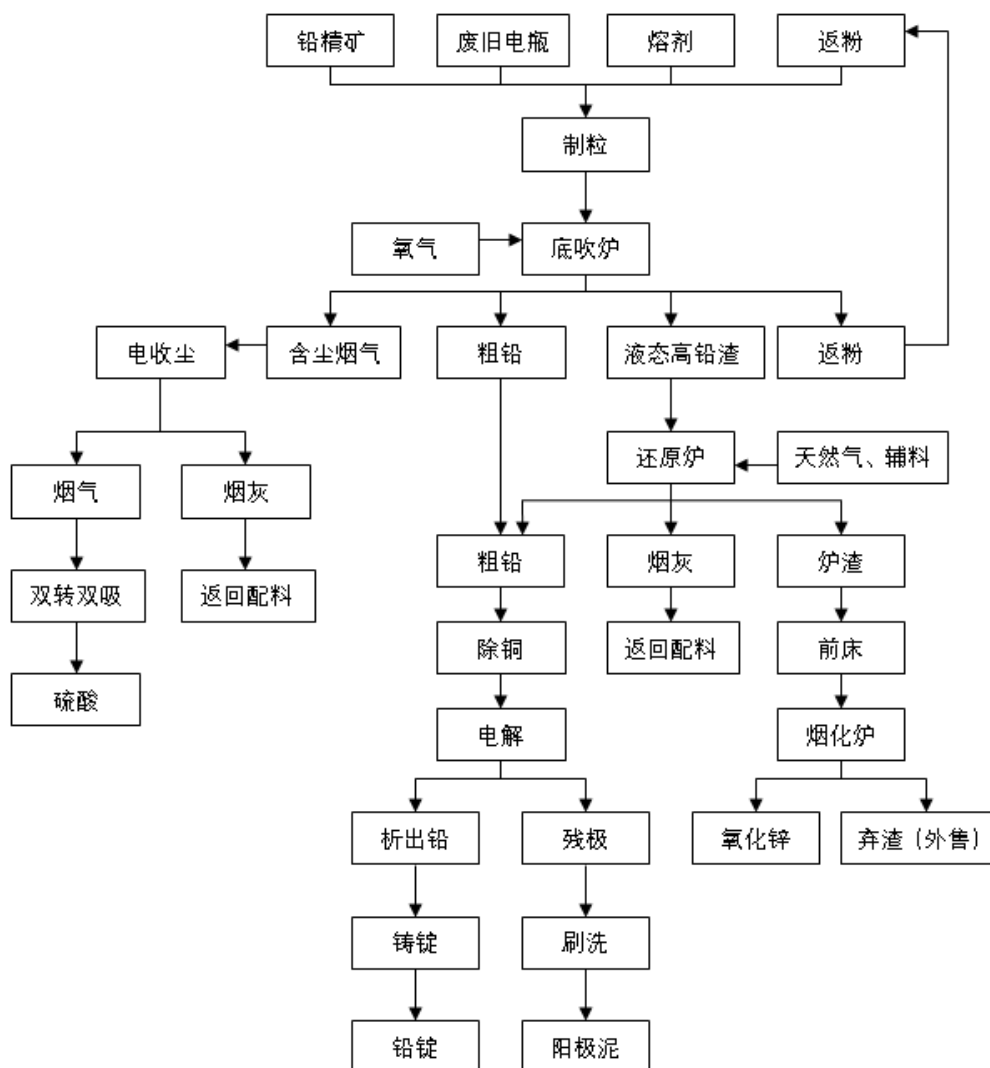 铅精矿
废旧电瓶
熔剂
返粉
制粒
氧气
底吹炉
电收尘
含尘烟气
粗铅
液态高铅渣
返粉
还原炉
天然气、辅料
烟气
烟灰
粗铅
烟灰
炉渣
双转双吸
返回配料
除铜
返回配料
前床
硫酸
电解
烟化炉
析出铅
残极
氧化锌
弃渣（外售）
铸锭
刷洗
铅锭
阳极泥